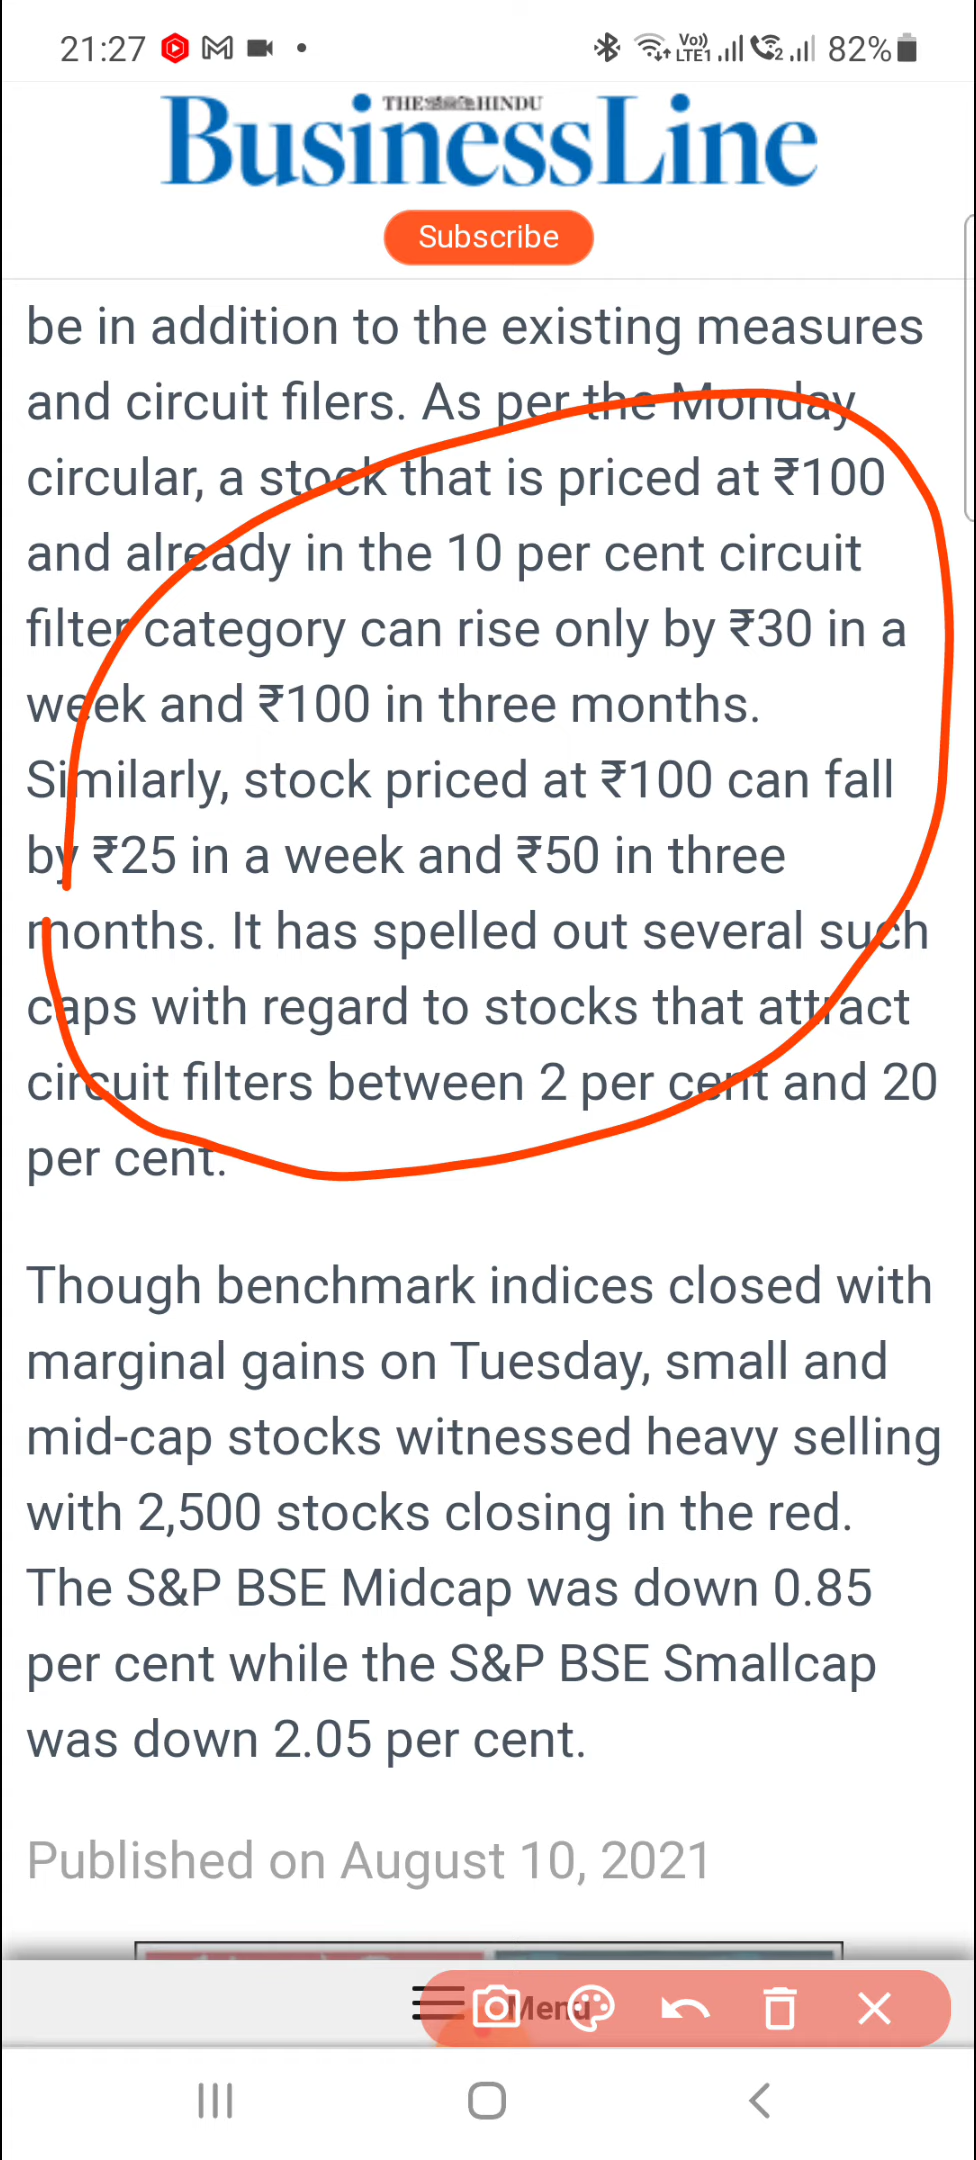 21:27
Vo))
LTE1
2
82%
THE HINDU
BusinessLine
Subscribe
be in addition to the existing measures
and circuit filers. As per the Monday
circular, a stock that is priced at ₹100
and already in the 10 per cent circuit
filter category can rise only by ₹30 in a
week and ₹100 in three months.
Similarly, stock priced at ₹100 can fall
by ₹25 in a week and ₹50 in three
months. It has spelled out several such
caps with regard to stocks that attract
circuit filters between 2 per cent and 20
per cent.
Though benchmark indices closed with
marginal gains on Tuesday, small and
mid-cap stocks witnessed heavy selling
with 2,500 stocks closing in the red.
The S&P BSE Midcap was down 0.85
per cent while the S&P BSE Smallcap
was down 2.05 per cent.
Published on August 10, 2021
Menu